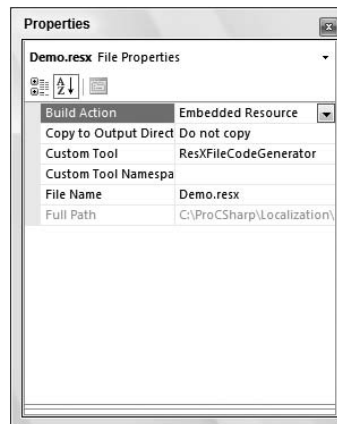 Properties
Demo.resx File Properties
Build Action Embedded Resource
Copy to Output Direct Do not copy
Custom Tool ResXFileCodeGenerator
Custom Tool Namespa
File Name Demo.resx
Full Path C:\ProCSharp\Localization\